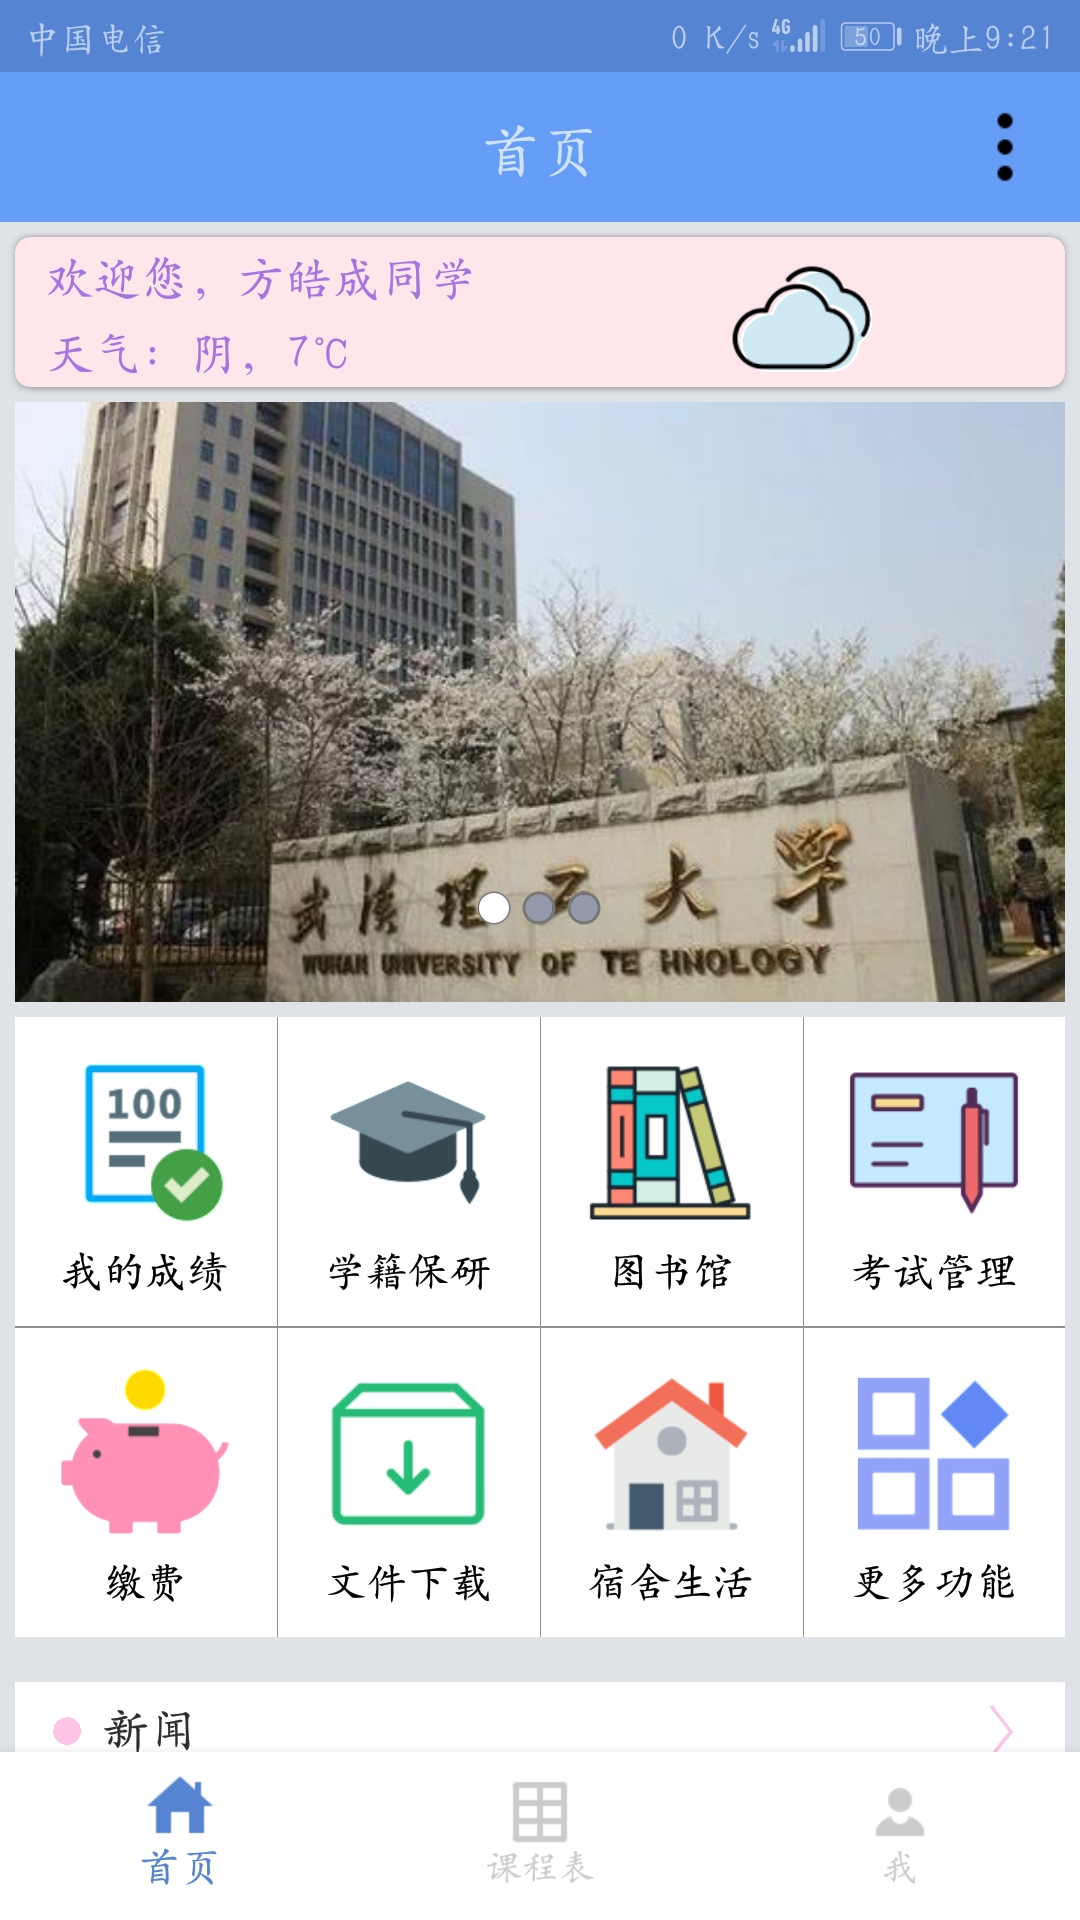 中国电信 0 K/s 4G 50 晚上9:21
首页
欢迎您，方皓成同学
天气：阴，7℃
武漢理工大学
WUHAN UNIVERSITY OF TE HNOLOGY
100
我的成绩 学籍保研 图书馆 考试管理
缴费 文件下载 宿舍生活 更多功能
新闻
首页 课程表 我